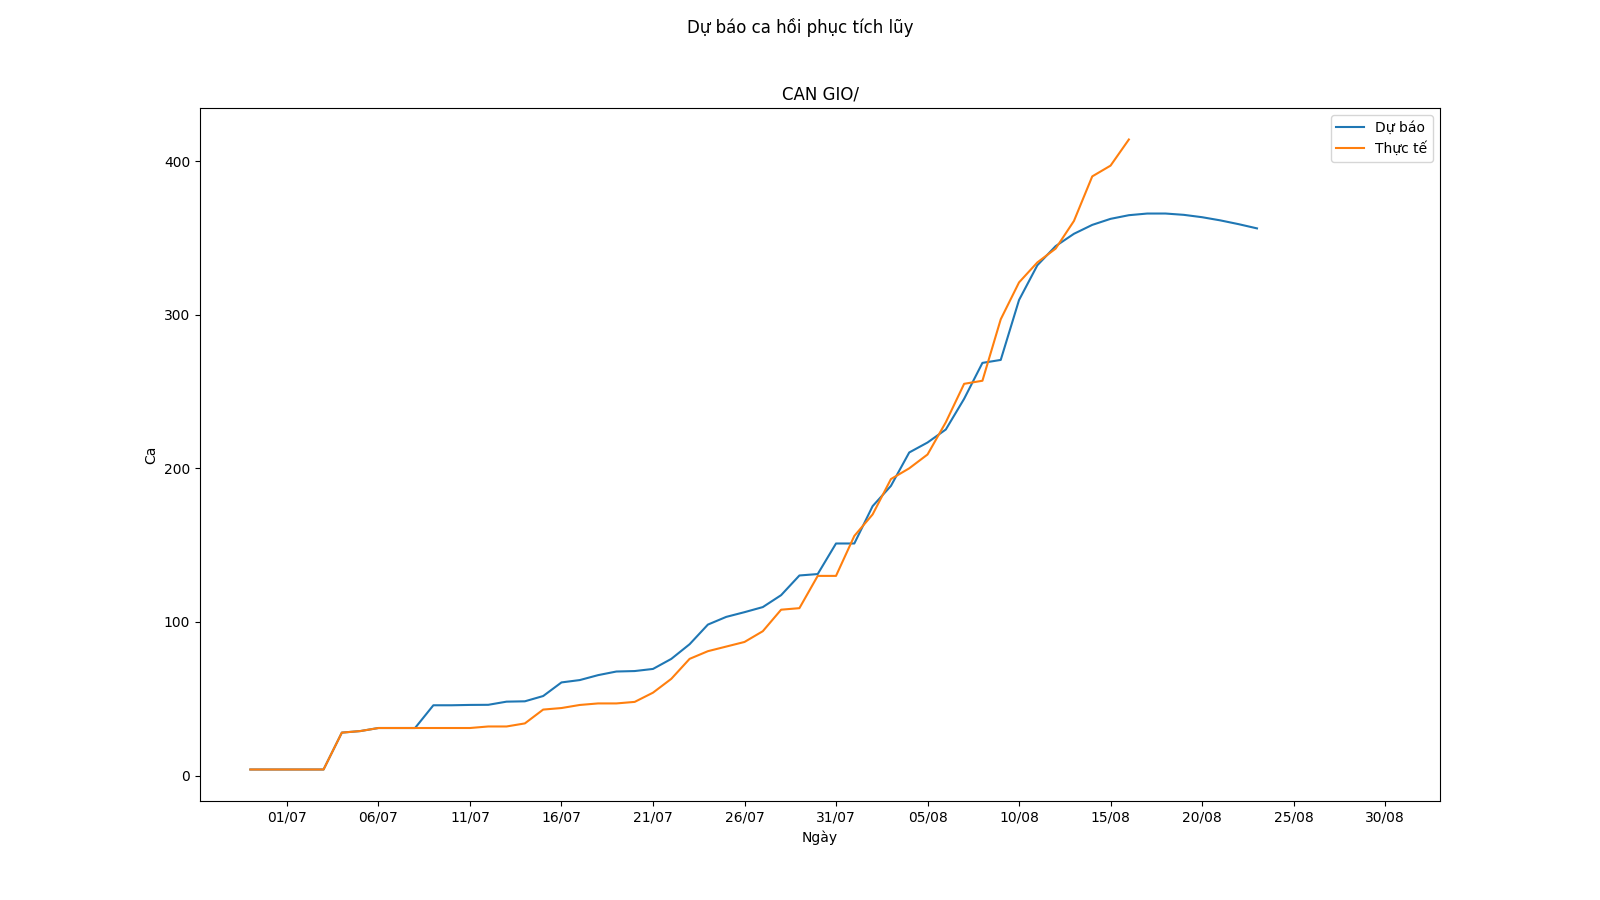 Dự báo ca hồi phục tích lũy
CAN GIO/
Dự báo
Thực tế
400
300
200
100
0
Ca
01/07 06/07 11/07 16/07 21/07 26/07 31/07 05/08 10/08 15/08 20/08 25/08 30/08
Ngày